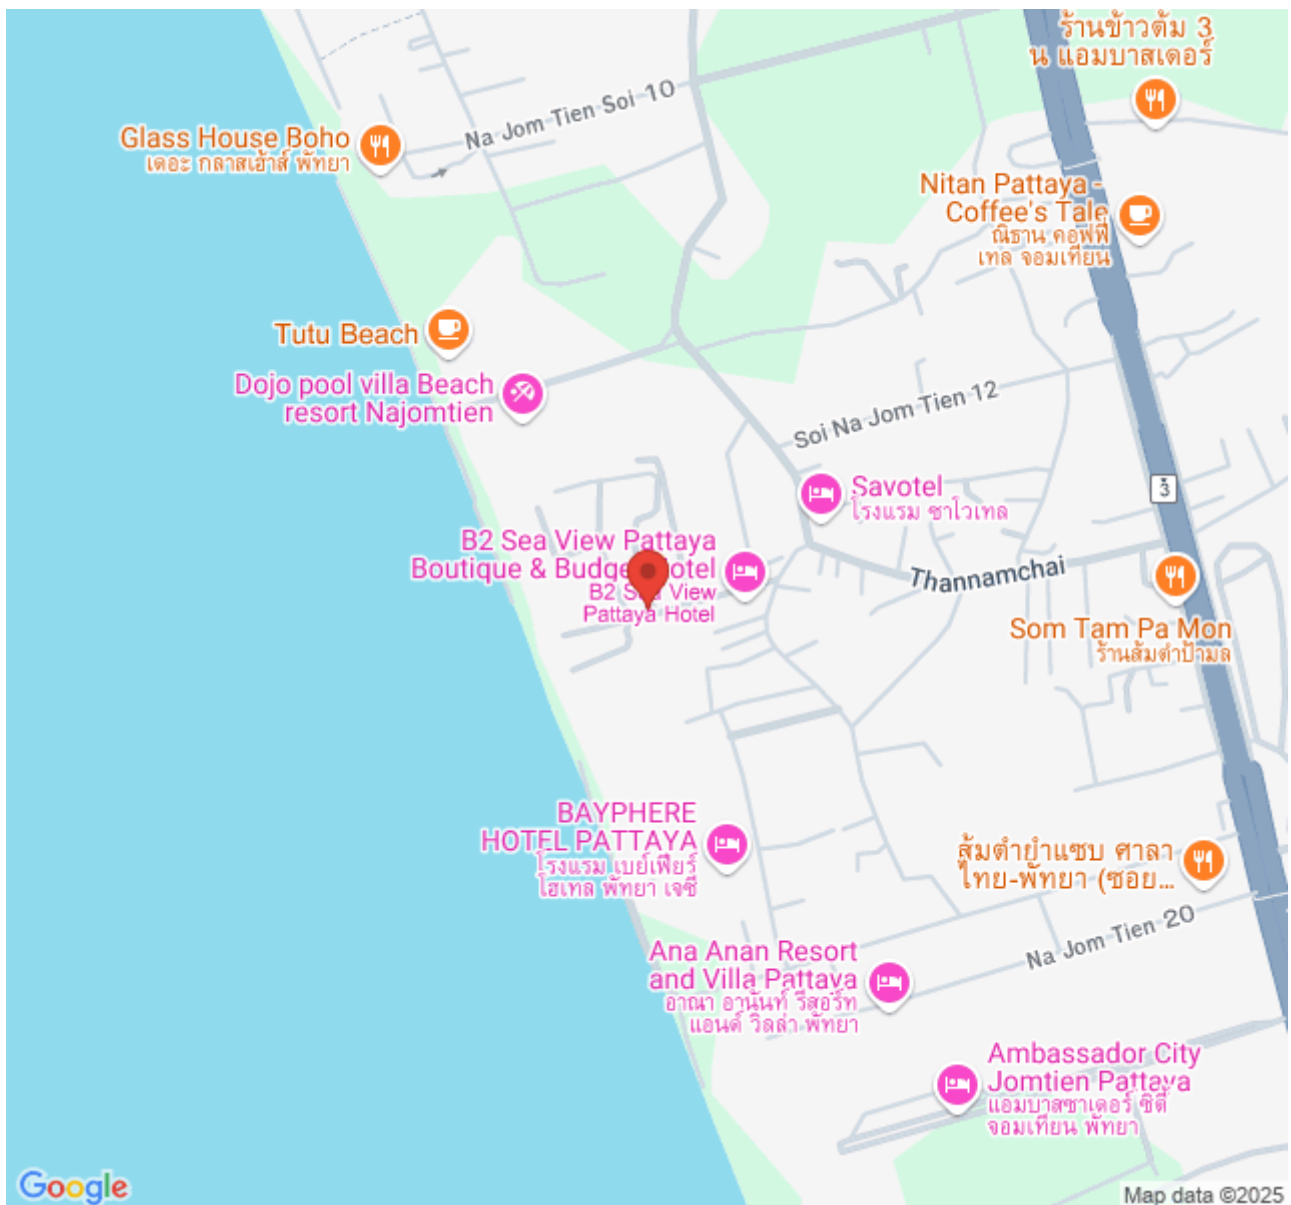 ร้านข้าวต้ม 3
น แอมบาสเดอร์
Na Jom Tien Soi 10
Glass House Boho
เดอะ กลาสเฮ้าส์ พัทยา
Nitan Pattaya -
Coffee's Tale
ณิธาน คอฟฟี่
เทล จอมเทียน
Tutu Beach
Dojo pool villa Beach
resort Najomtien
Soi Na Jom Tien 12
Savotel
โรงแรม ซาโวเทล
3
B2 Sea View Pattaya
Boutique & Budget Hotel
B2 Sea View
Pattaya Hotel
Thannamchai
Som Tam Pa Mon
ร้านส้มตำป้ามล
BAYPHERE
HOTEL PATTAYA
โรงแรม เบย์เฟียร์
โฮเทล พัทยา เจซี
ส้มตำยำแซบ ศาลา
ไทย-พัทยา (ซอย...
Na Jom Tien 20
Ana Anan Resort
and Villa Pattaya
อาณา อานันท์ รีสอร์ท
แอนด์ วิลล่า พัทยา
Ambassador City
Jomtien Pattaya
แอมบาสซาเดอร์ ซิตี้
จอมเทียน พัทยา
Google
Map data ©2025